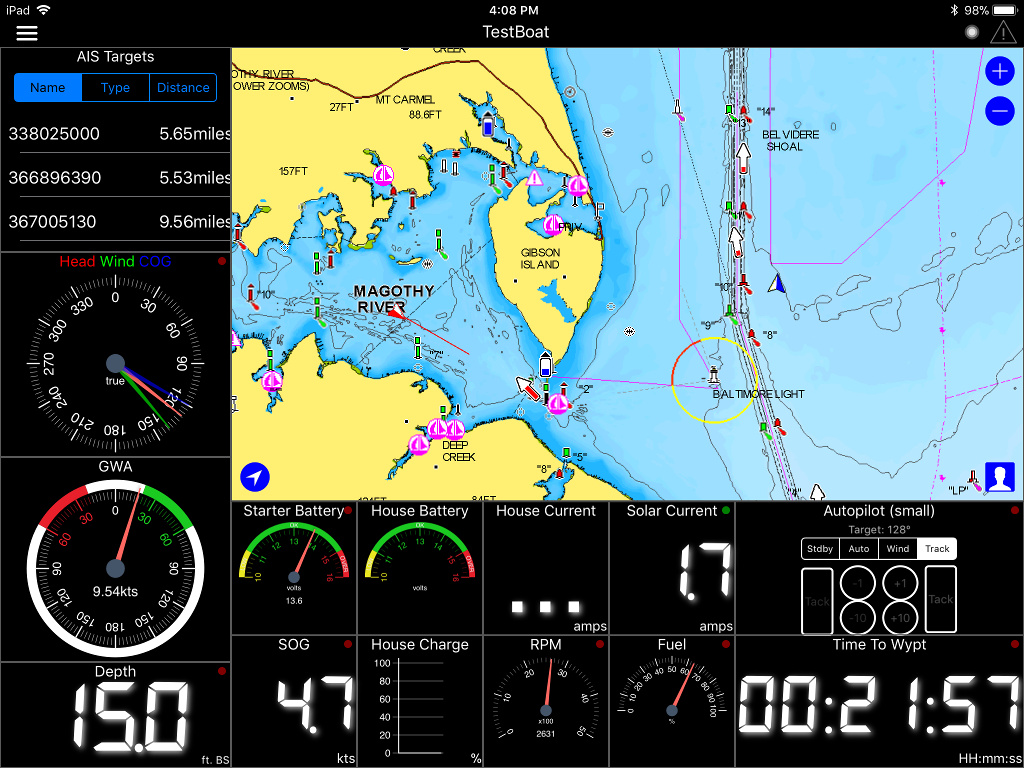 iPad 4:08 PM 98%
TestBoat
AIS Targets
Name Type Distance
338025000 5.65miles
366896390 5.53miles
367005130 9.56miles
Head Wind COG
0 30 60 90 120 150 180 210 240 270 300 330
true
GWA
0 30 60 90 120 150 180 150 120 90 60 30
9.54kts
Depth
15.0
ft. BS
CREEK
OTHY RIVER
OWER ZOOMS)
27FT
MT CARMEL
88.6FT
157FT
PRIV
GIBSON
ISLAND
MAGOTHY
RIVER
"10"
"7"
"2"
DEEP
CREEK
"5"
"8"
84FT
"14"
BELVIDERE
SHOAL
"10"
"9"
"8"
BALTIMORE LIGHT
"4"
"LP"
Starter Battery
OK
OVER
10 11 12 13 14 15 16
volts
13.6
House Battery
OK
OVER
10 11 12 13 14 15 16
volts
House Current
...
amps
Solar Current
1.7
amps
Autopilot (small)
Target: 128°
Stdby Auto Wind Track
Tack -1 +1 Tack
-10 +10
SOG
4.7
kts
House Charge
100
80
60
40
20
0
%
RPM
0 10 20 30 40 50
x100
2631
Fuel
0 10 20 30 40 50 60 70 80 90 100
%
Time To Wypt
00:21:57
HH:mm:ss